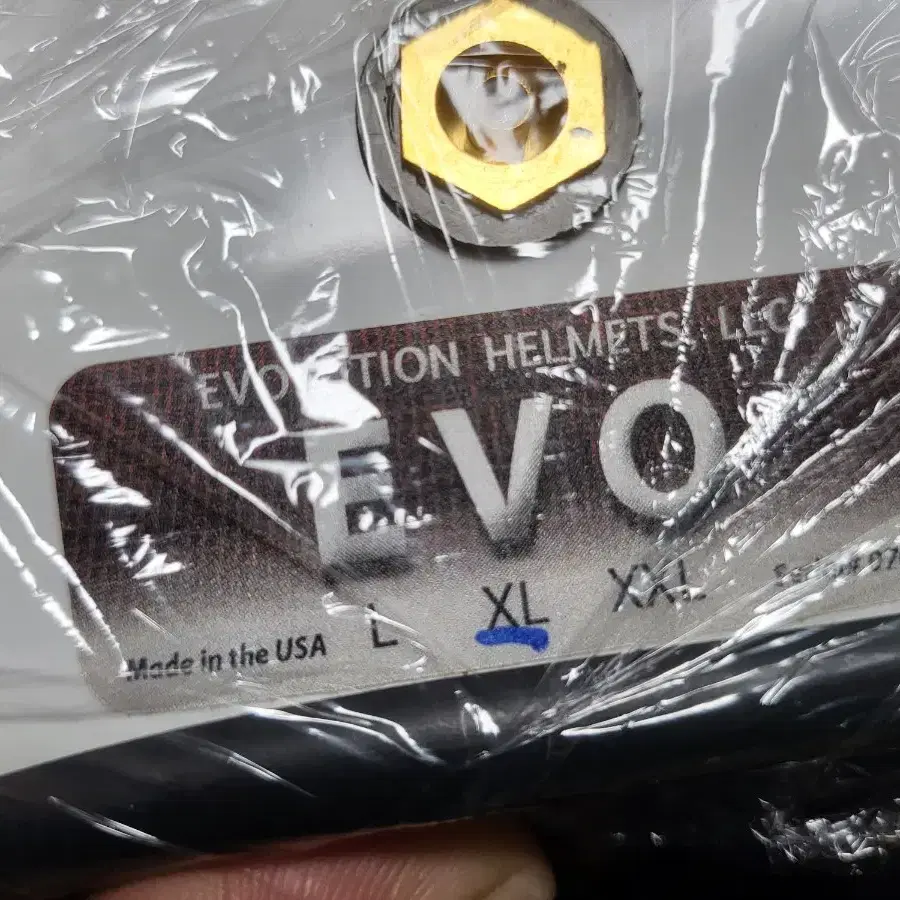 EVOLUTION HELMETS, LLC
EVO
Made in the USA L XL XXL